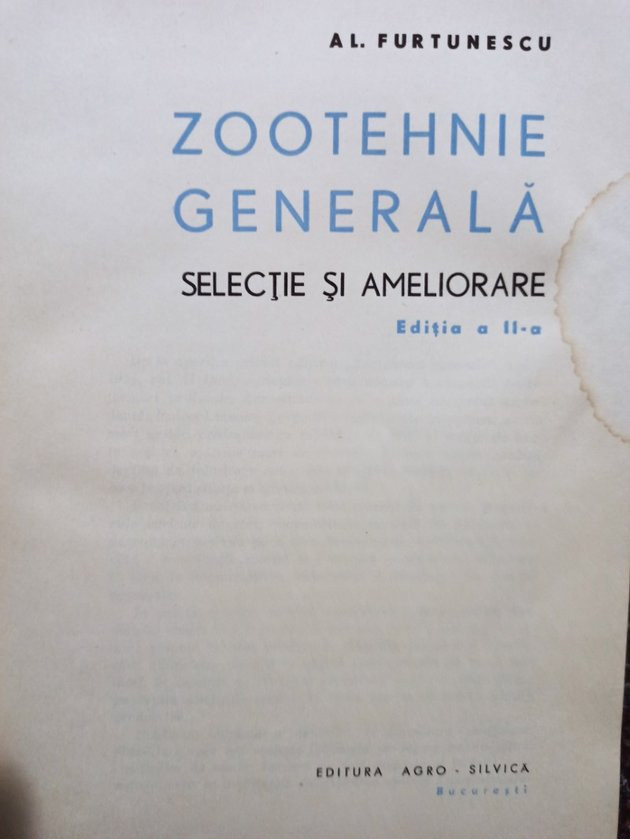 AL. FURTUNESCU
ZOOTEHNIE
GENERALĂ
SELECŢIE ŞI AMELIORARE
Ediţia a II-a
EDITURA AGRO - SILVICĂ
Bucureşti